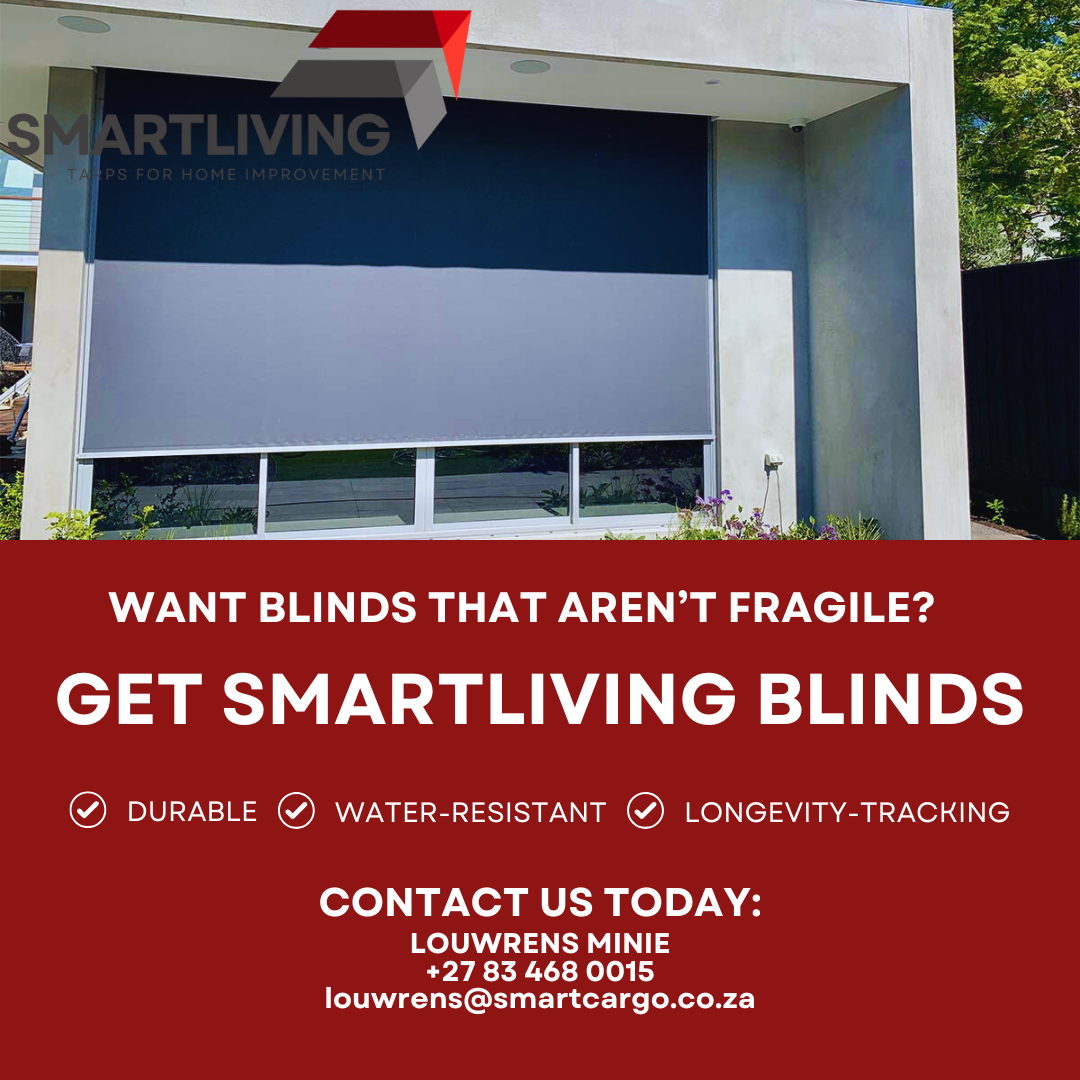 SMARTLIVING
TARPS FOR HOME IMPROVEMENT
WANT BLINDS THAT AREN’T FRAGILE?
GET SMARTLIVING BLINDS
DURABLE WATER-RESISTANT LONGEVITY-TRACKING
CONTACT US TODAY:
LOUWRENS MINIE
+27 83 468 0015
louwrens@smartcargo.co.za